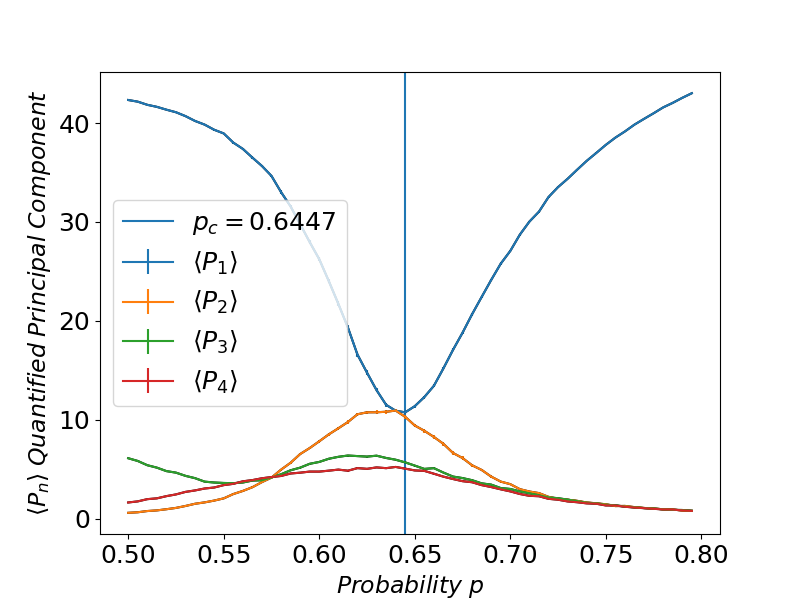 ⟨Pₙ⟩ Quantified Principal Component
40
30
20
10
0
p_c = 0.6447
⟨P₁⟩
⟨P₂⟩
⟨P₃⟩
⟨P₄⟩
0.50 0.55 0.60 0.65 0.70 0.75 0.80
Probability p